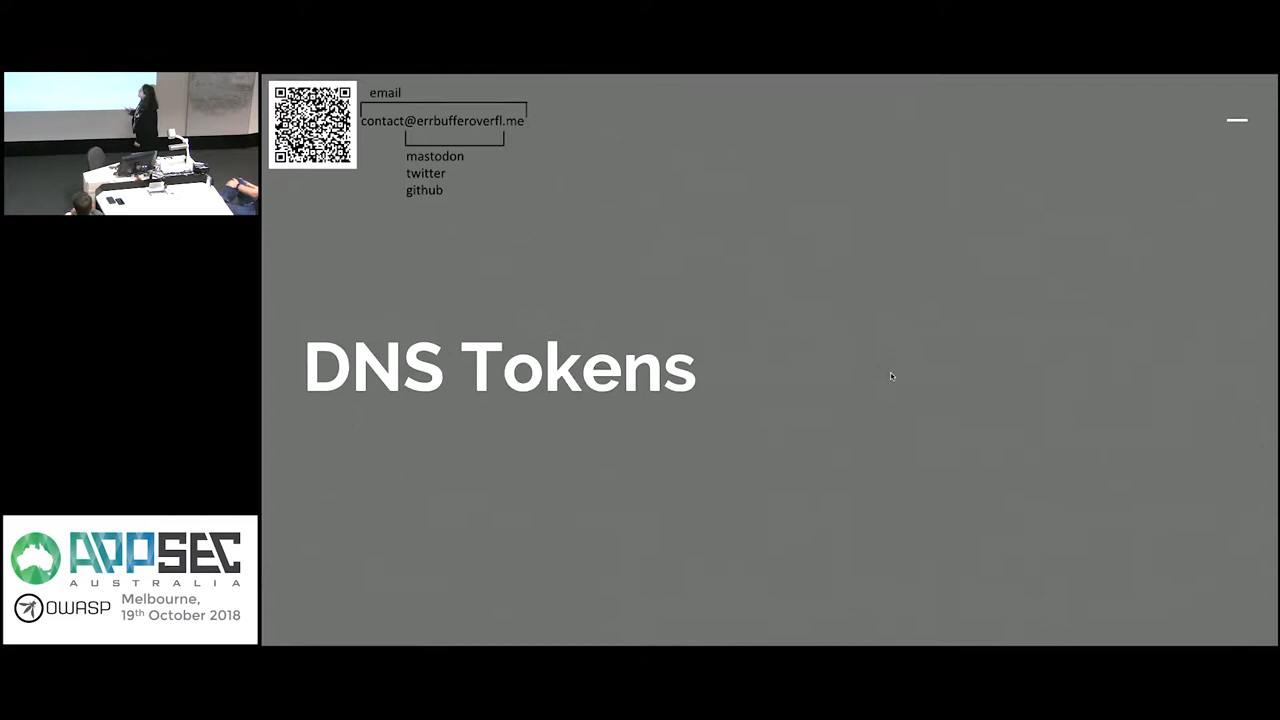 email
contact@errbufferoverfl.me
mastodon
twitter
github
DNS Tokens
APPSEC
AUSTRALIA
OWASP
Melbourne,
19th October 2018